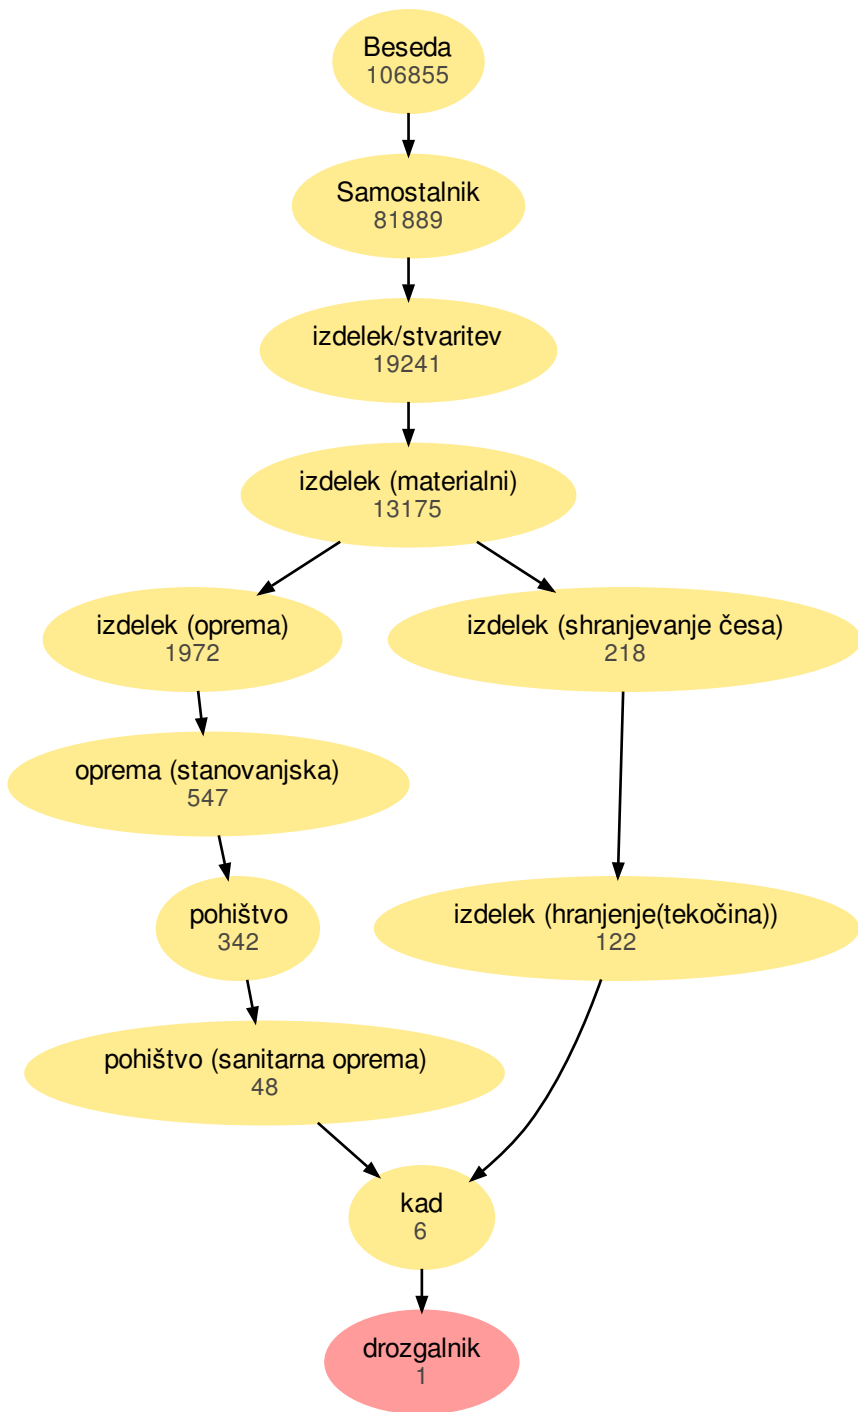 Beseda
106855
Samostalnik
81889
izdelek/stvaritev
19241
izdelek (materialni)
13175
izdelek (oprema)
1972
izdelek (shranjevanje česa)
218
oprema (stanovanjska)
547
pohištvo
342
izdelek (hranjenje(tekočina))
122
pohištvo (sanitarna oprema)
48
kad
6
drozgalnik
1